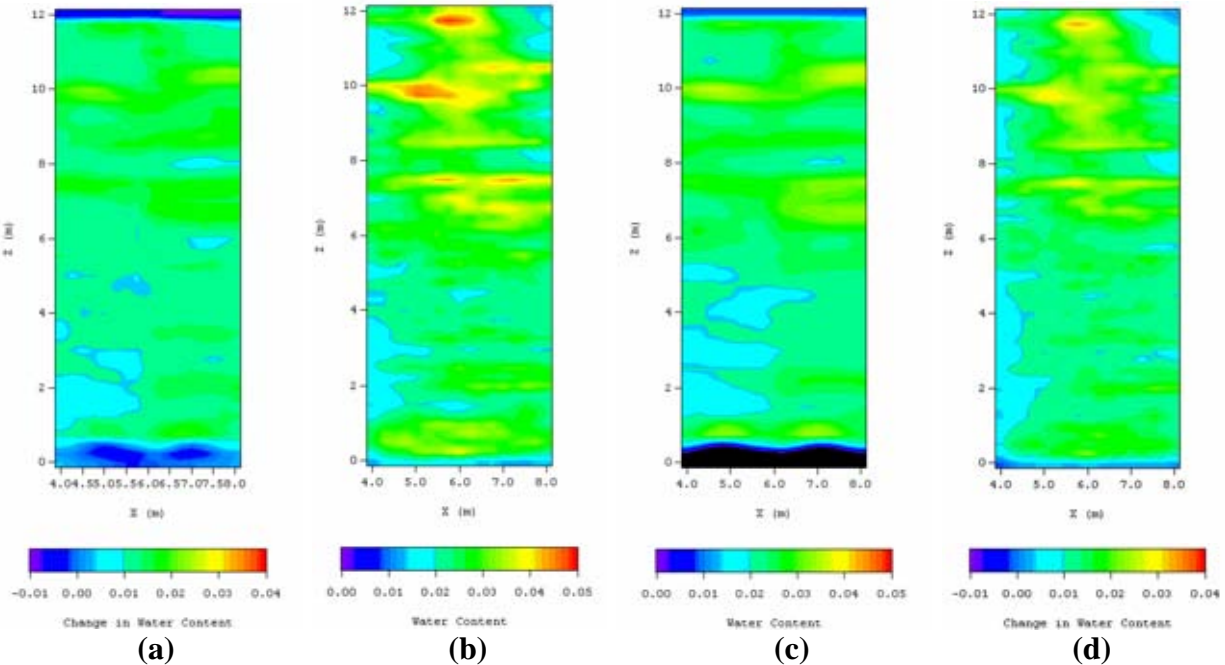 12
10
8
6
4
2
0
Z (m)
4.04.55.05.56.06.57.07.58.0
X (m)
-0.01 0.00 0.01 0.02 0.03 0.04
Change in Water Content
(a)
12
10
8
6
4
2
0
Z (m)
4.0 5.0 6.0 7.0 8.0
X (m)
0.00 0.01 0.02 0.03 0.04 0.05
Water Content
(b)
12
10
8
6
4
2
0
Z (m)
4.0 5.0 6.0 7.0 8.0
X (m)
0.00 0.01 0.02 0.03 0.04 0.05
Water Content
(c)
12
10
8
6
4
2
0
Z (m)
4.0 5.0 6.0 7.0 8.0
X (m)
-0.01 0.00 0.01 0.02 0.03 0.04
Change in Water Content
(d)